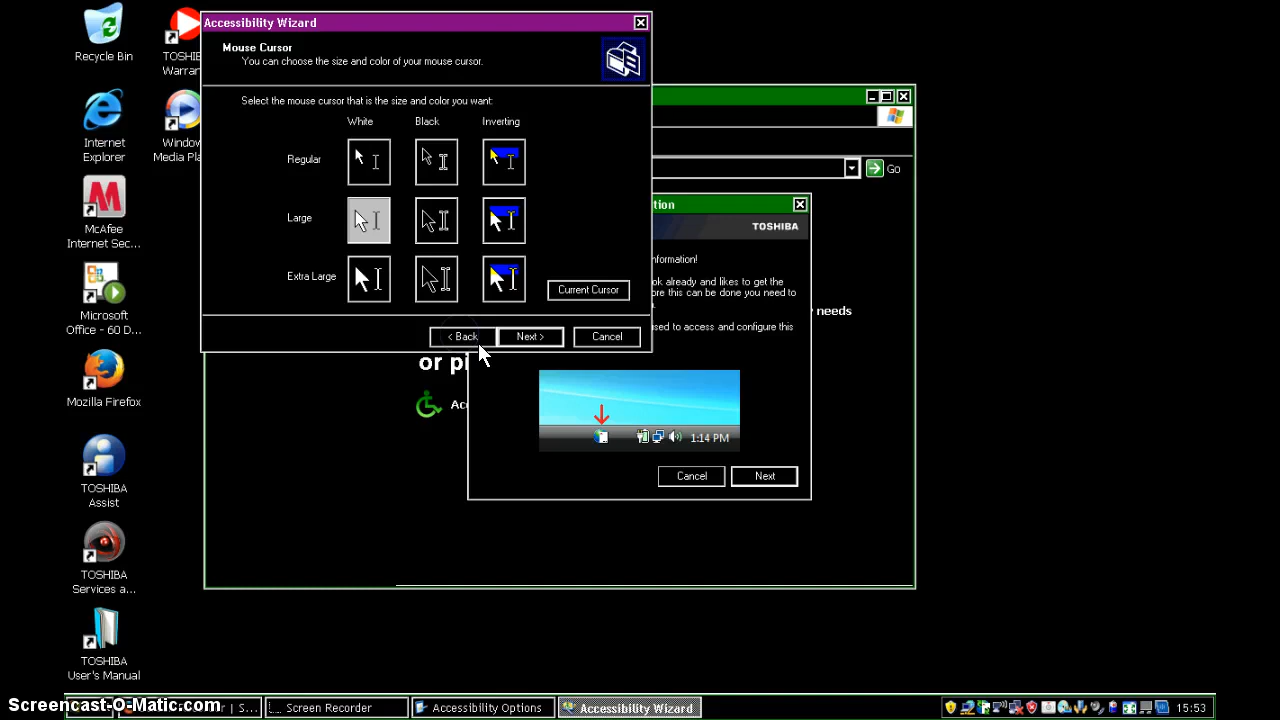 Recycle Bin
TOSHIB
Warran
Internet
Explorer
Window
Media Pla
McAfee
Internet Sec...
Microsoft
Office - 60 D...
Mozilla Firefox
TOSHIBA
Assist
TOSHIBA
Services a...
TOSHIBA
User's Manual
Accessibility Wizard
Mouse Cursor
You can choose the size and color of your mouse cursor.
Select the mouse cursor that is the size and color you want:
White Black Inverting
Regular
Large
Extra Large
Current Cursor
< Back Next > Cancel
Go
tion
TOSHIBA
nformation!
ok already and likes to get the
ore this can be done you need to
used to access and configure this
needs
or pi
Acc
1:14 PM
Cancel Next
Screencast-O-Matic.com
r | S...
Screen Recorder
Accessibility Options
Accessibility Wizard
15:53